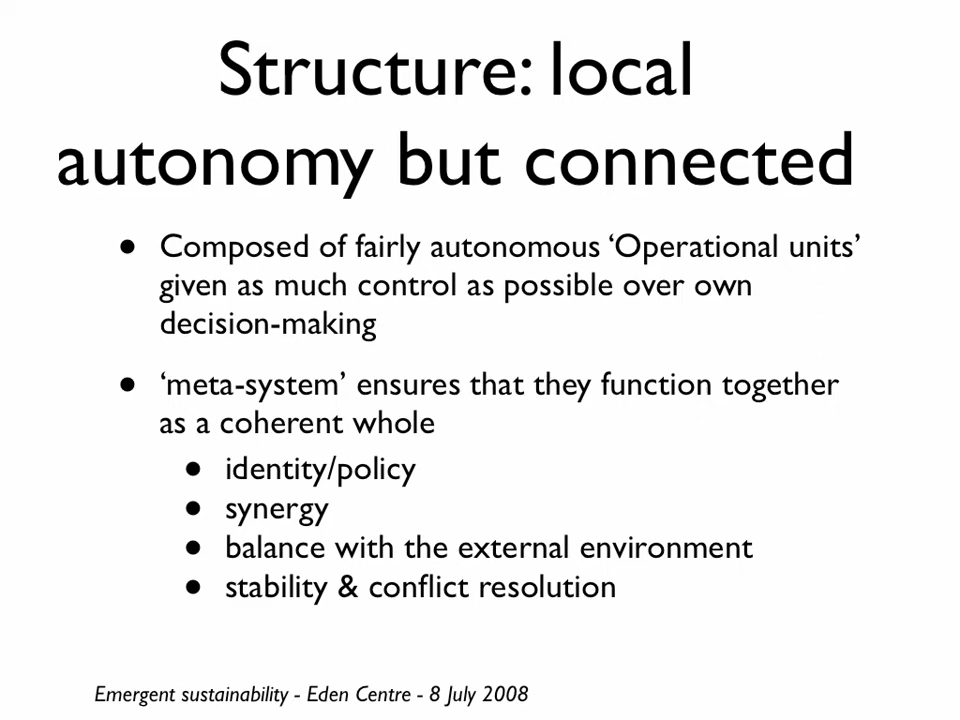 Structure: local
autonomy but connected
• Composed of fairly autonomous ‘Operational units’
given as much control as possible over own
decision-making
• ‘meta-system’ ensures that they function together
as a coherent whole
• identity/policy
• synergy
• balance with the external environment
• stability & conflict resolution
Emergent sustainability - Eden Centre - 8 July 2008